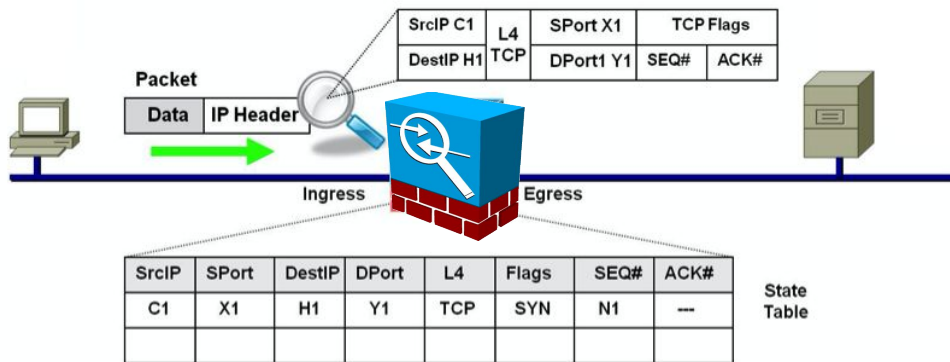 SrcIP C1
L4 TCP
SPort X1
TCP Flags
DestIP H1
DPort1 Y1
SEQ#
ACK#
Packet
Data
IP Header
Ingress
Egress
SrcIP SPort DestIP DPort L4 Flags SEQ# ACK#
C1 X1 H1 Y1 TCP SYN N1 ---
State
Table